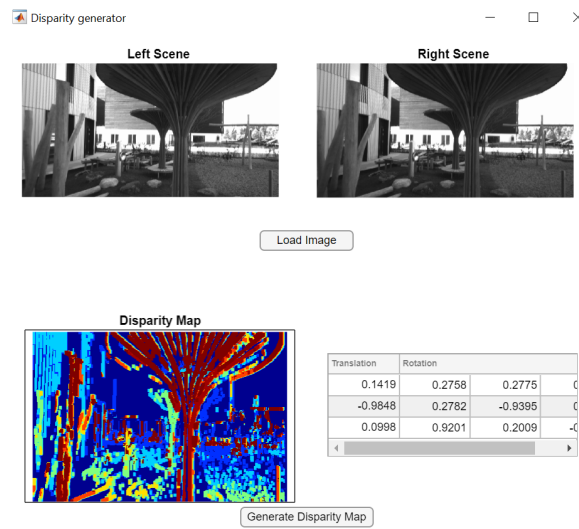 Disparity generator
Left Scene
Right Scene
Load Image
Disparity Map
Translation Rotation
0.1419 0.2758 0.2775
-0.9848 0.2782 -0.9395
0.0998 0.9201 0.2009
Generate Disparity Map